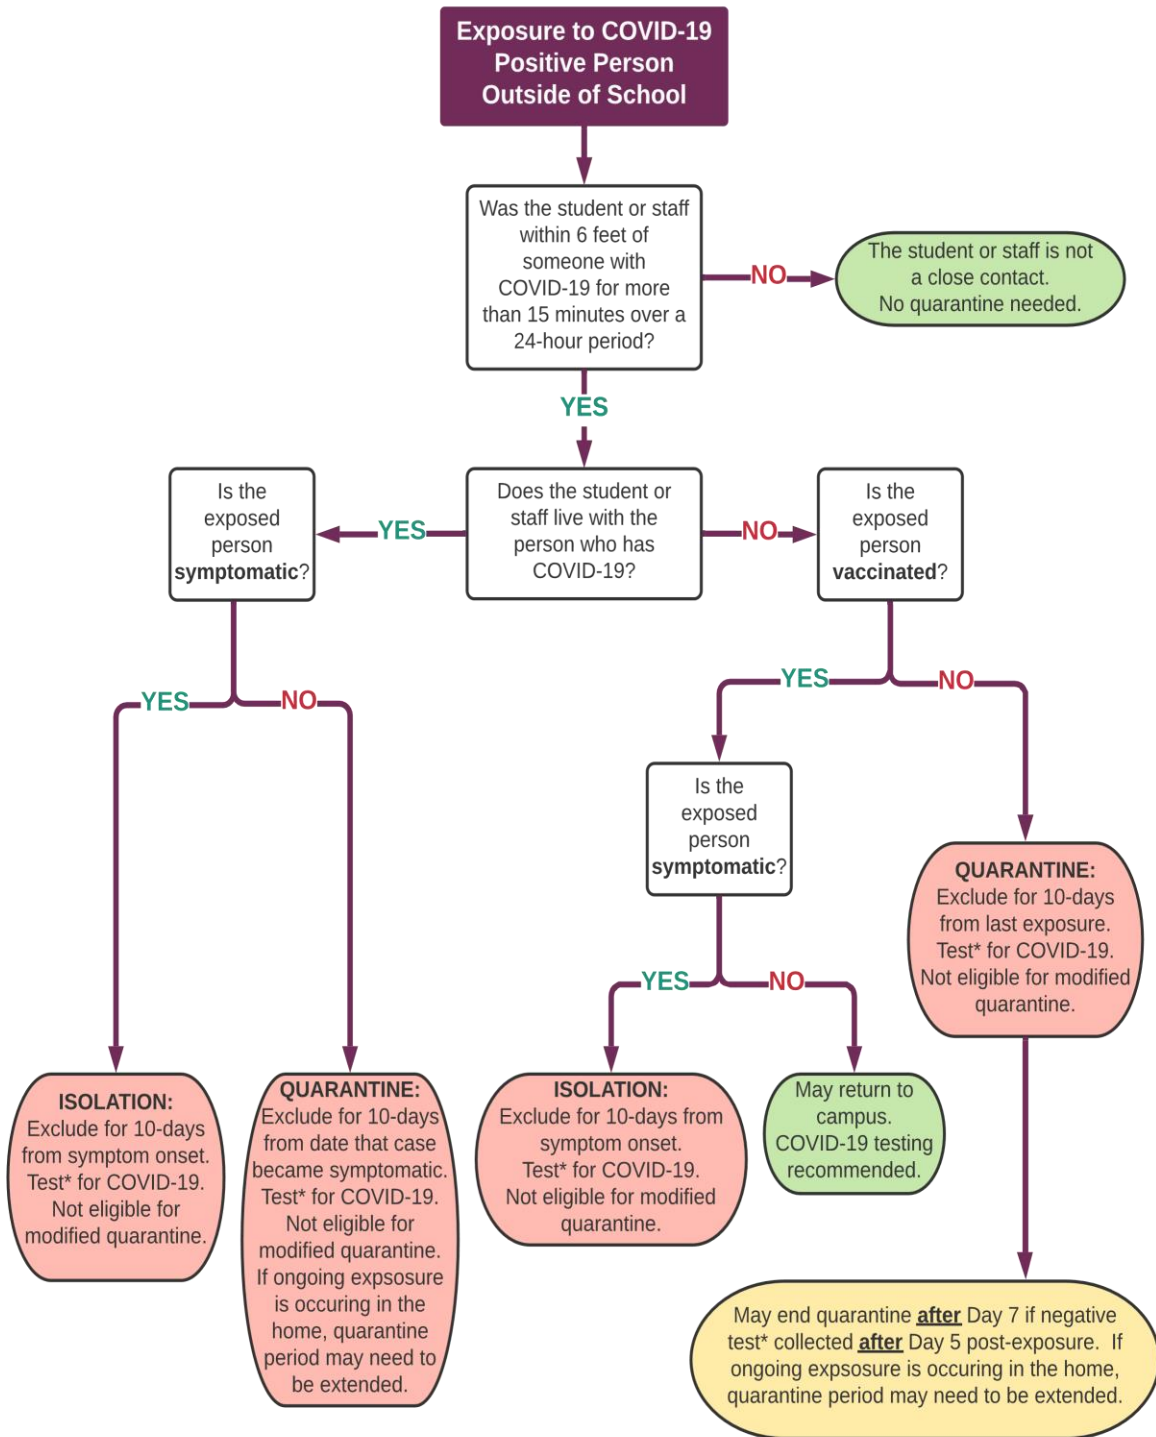 Exposure to COVID-19
Positive Person
Outside of School
Was the student or staff
within 6 feet of
someone with
COVID-19 for more
than 15 minutes over a
24-hour period?
NO
The student or staff is not
a close contact.
No quarantine needed.
YES
Does the student or
staff live with the
person who has
COVID-19?
YES
Is the
exposed
person
symptomatic?
NO
Is the
exposed
person
vaccinated?
YES
NO
YES
NO
Is the
exposed
person
symptomatic?
QUARANTINE:
Exclude for 10-days
from last exposure.
Test* for COVID-19.
Not eligible for modified
quarantine.
YES
NO
ISOLATION:
Exclude for 10-days
from symptom onset.
Test* for COVID-19.
Not eligible for
modified quarantine.
QUARANTINE:
Exclude for 10-days
from date that case
became symptomatic.
Test* for COVID-19.
Not eligible for
modified quarantine.
If ongoing expsosure
is occuring in the
home, quarantine
period may need to
be extended.
ISOLATION:
Exclude for 10-days from
symptom onset.
Test* for COVID-19.
Not eligible for modified
quarantine.
May return to
campus.
COVID-19 testing
recommended.
May end quarantine after Day 7 if negative
test* collected after Day 5 post-exposure. If
ongoing expsosure is occuring in the home,
quarantine period may need to be extended.